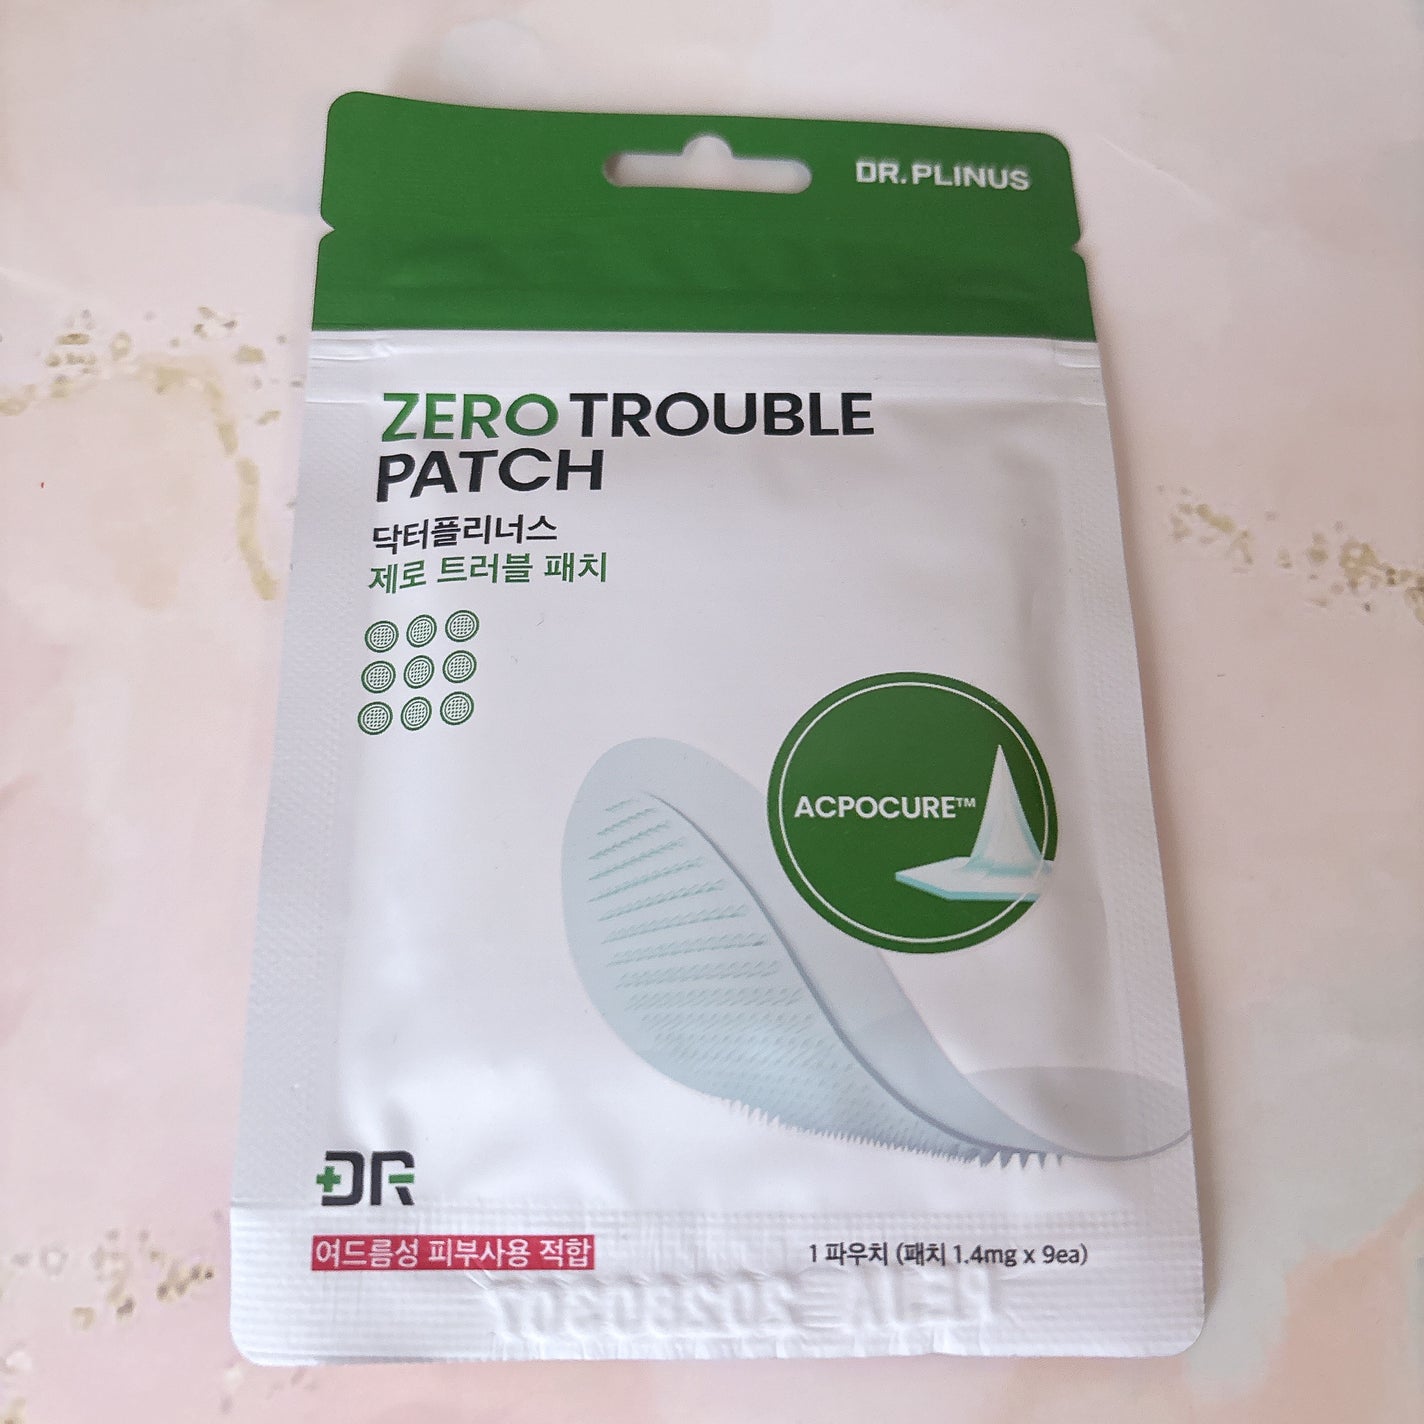 DR.PLINUS
ZERO TROUBLE
PATCH
닥터플리너스
제로 트러블 패치
ACPOCURE™
DR
여드름성 피부사용 적합
1 파우치 (패치 1.4mg x 9ea)